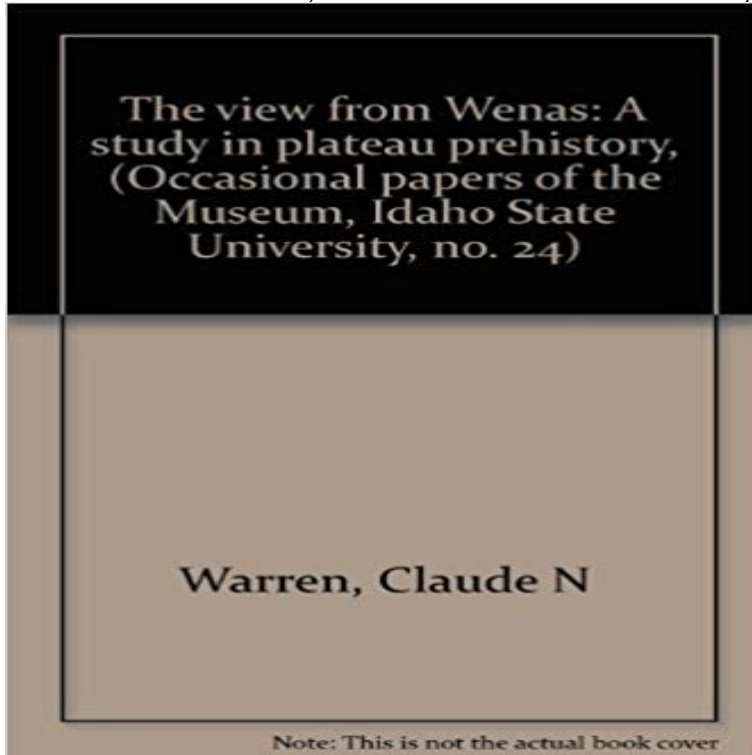 The view from Wenas: A
study in plateau prehistory,
(Occasional papers of the
Museum, Idaho State
University, no. 24)
Warren, Claude N
Note: This is not the actual book cover